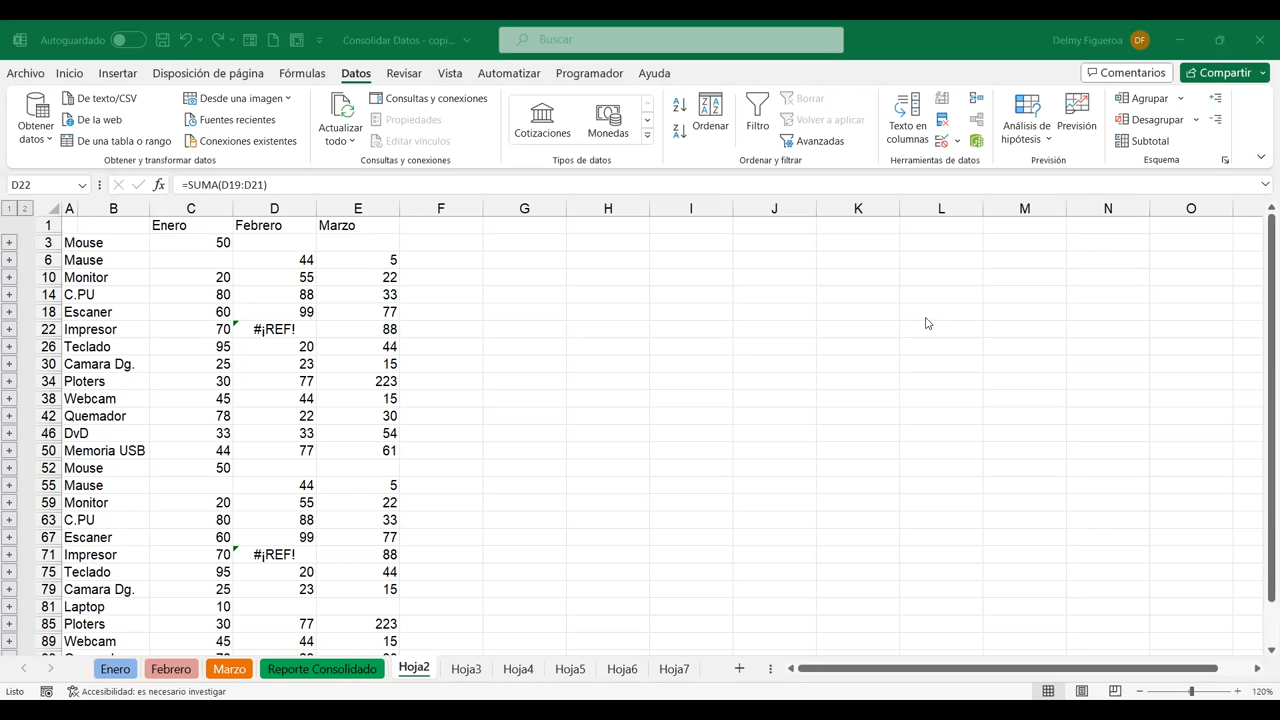 Autoguardado Consolidar Datos - copi... Buscar Delmy Figueroa DF
Archivo Inicio Insertar Disposición de página Fórmulas Datos Revisar Vista Automatizar Programador Ayuda Comentarios Compartir
Obtener datos
De texto/CSV
De la web
De una tabla o rango
Desde una imagen
Fuentes recientes
Conexiones existentes
Obtener y transformar datos
Actualizar todo
Consultas y conexiones
Propiedades
Editar vínculos
Consultas y conexiones
Cotizaciones
Monedas
Tipos de datos
Ordenar
Filtro
Borrar
Volver a aplicar
Avanzadas
Ordenar y filtrar
Texto en columnas
Herramientas de datos
Análisis de hipótesis
Previsión
Previsión
Agrupar
Desagrupar
Subtotal
Esquema
D22 fx =SUMA(D19:D21)
1 2 A B C D E F G H I J K L M N O
1 Enero Febrero Marzo
3 Mouse 50
6 Mause 44 5
10 Monitor 20 55 22
14 C.PU 80 88 33
18 Escaner 60 99 77
22 Impresor 70 #¡REF! 88
26 Teclado 95 20 44
30 Camara Dg. 25 23 15
34 Ploters 30 77 223
38 Webcam 45 44 15
42 Quemador 78 22 30
46 DvD 33 33 54
50 Memoria USB 44 77 61
52 Mouse 50
55 Mause 44 5
59 Monitor 20 55 22
63 C.PU 80 88 33
67 Escaner 60 99 77
71 Impresor 70 #¡REF! 88
75 Teclado 95 20 44
79 Camara Dg. 25 23 15
81 Laptop 10
85 Ploters 30 77 223
89 Webcam 45 44 15
Enero Febrero Marzo Reporte Consolidado Hoja2 Hoja3 Hoja4 Hoja5 Hoja6 Hoja7
Listo Accesibilidad: es necesario investigar 120%